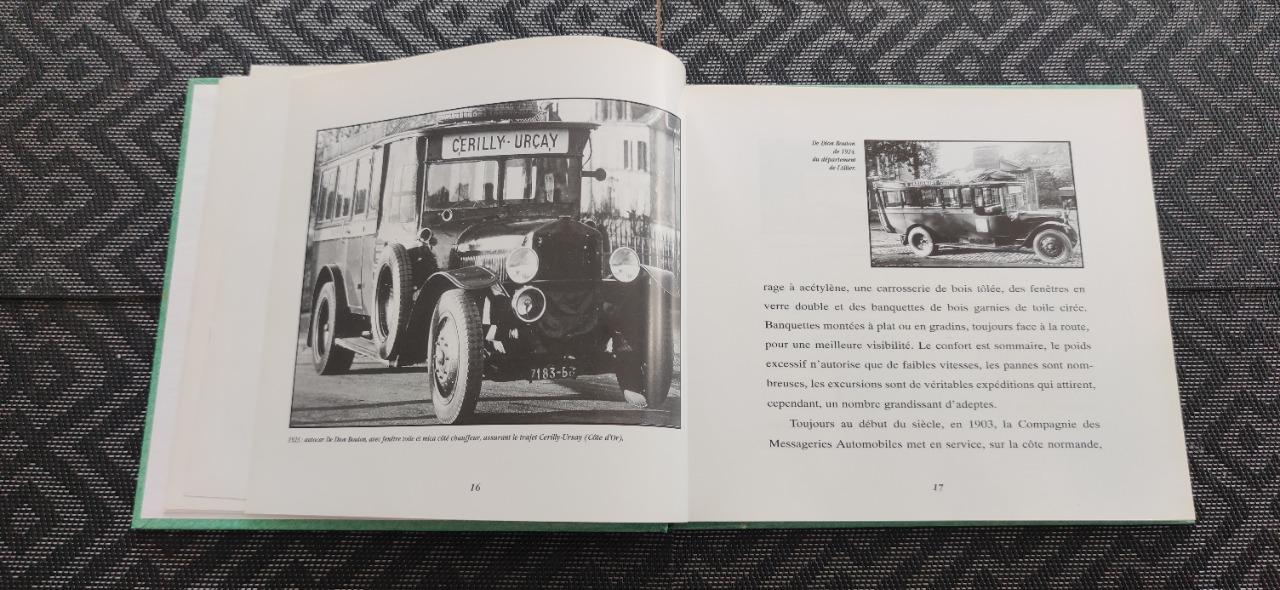 CERILLY-URÇAY
7183-
1925 : autocar De Dion Bouton, avec fenêtre toile et mica côté chauffeur, assurant le trajet Cerilly-Ursay (Côte d'Or).
16
De Dion Bouton
de 1924,
du département
de l'Allier.
rage à acétylène, une carrosserie de bois tôlée, des fenêtres en
verre double et des banquettes de bois garnies de toile cirée.
Banquettes montées à plat ou en gradins, toujours face à la route,
pour une meilleure visibilité. Le confort est sommaire, le poids
excessif n'autorise que de faibles vitesses, les pannes sont nom-
breuses, les excursions sont de véritables expéditions qui attirent,
cependant, un nombre grandissant d'adeptes.
Toujours au début du siècle, en 1903, la Compagnie des
Messageries Automobiles met en service, sur la côte normande,
17